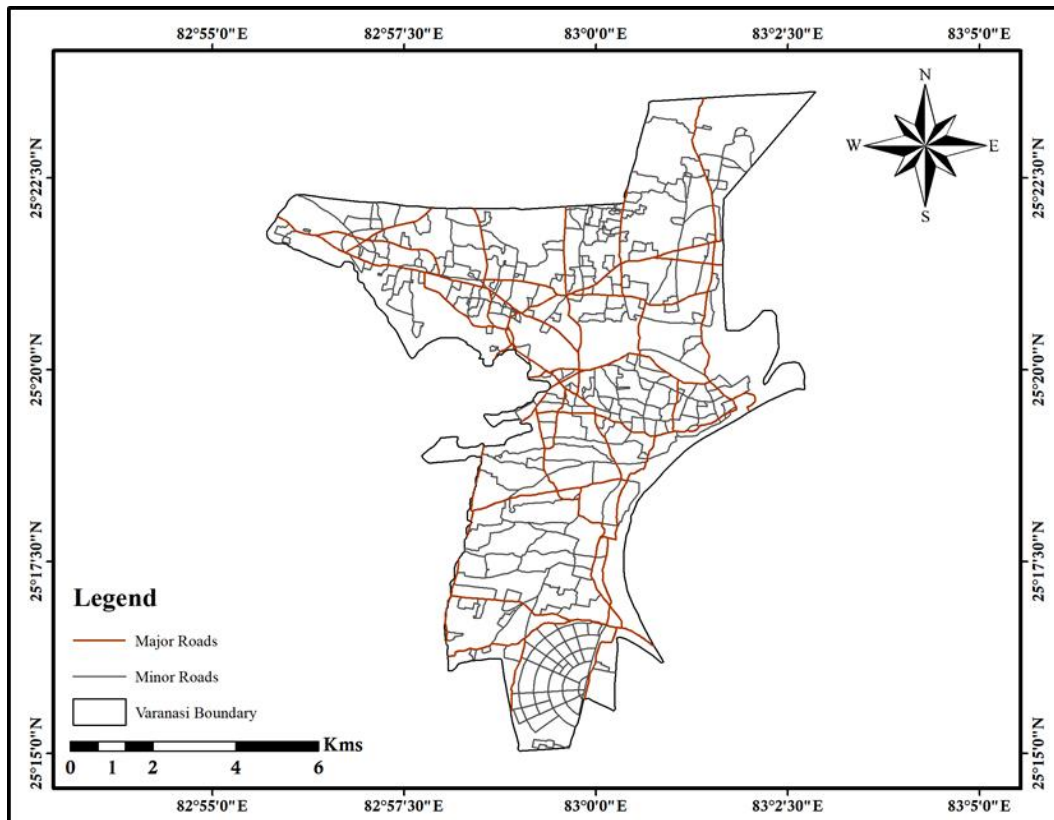 82°55'0"E 82°57'30"E 83°0'0"E 83°2'30"E 83°5'0"E
N
W E
S
25°22'30"N 25°22'30"N
25°20'0"N 25°20'0"N
25°17'30"N 25°17'30"N
25°15'0"N 25°15'0"N
Legend
Major Roads
Minor Roads
Varanasi Boundary
Kms
0 1 2 4 6
82°55'0"E 82°57'30"E 83°0'0"E 83°2'30"E 83°5'0"E